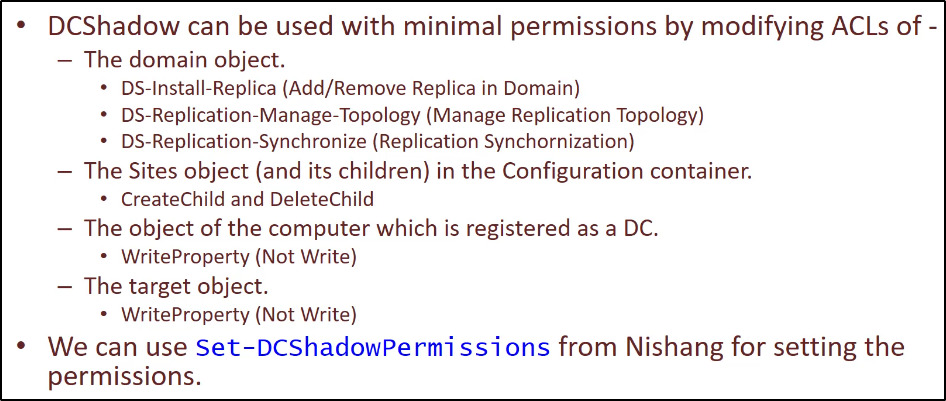 • DCShadow can be used with minimal permissions by modifying ACLs of -
– The domain object.
• DS-Install-Replica (Add/Remove Replica in Domain)
• DS-Replication-Manage-Topology (Manage Replication Topology)
• DS-Replication-Synchronize (Replication Synchornization)
– The Sites object (and its children) in the Configuration container.
• CreateChild and DeleteChild
– The object of the computer which is registered as a DC.
• WriteProperty (Not Write)
– The target object.
• WriteProperty (Not Write)
• We can use Set-DCShadowPermissions from Nishang for setting the
permissions.